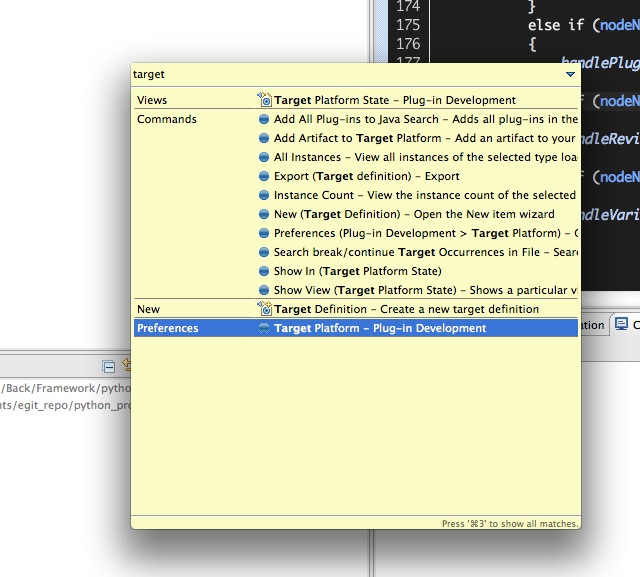 174 }
175 else if (nodeN
176 {
177 handlePlug
target
Views Target Platform State – Plug-in Development
Commands Add All Plug-ins to Java Search – Adds all plug-ins in the
Add Artifact to Target Platform – Add an artifact to your
All Instances – View all instances of the selected type loa
Export (Target definition) – Export
Instance Count – View the instance count of the selected
New (Target Definition) – Open the New item wizard
Preferences (Plug-in Development > Target Platform) – 
Search break/continue Target Occurrences in File – Sear
Show In (Target Platform State)
Show View (Target Platform State) – Shows a particular v
New Target Definition – Create a new target definition
Preferences Target Platform – Plug-in Development
f (nodeN
ndleRevi
f (nodeN
ndleVari
ation C
/Back/Framework/pytho
nts/egit_repo/python_pro
Press '⌘3' to show all matches.